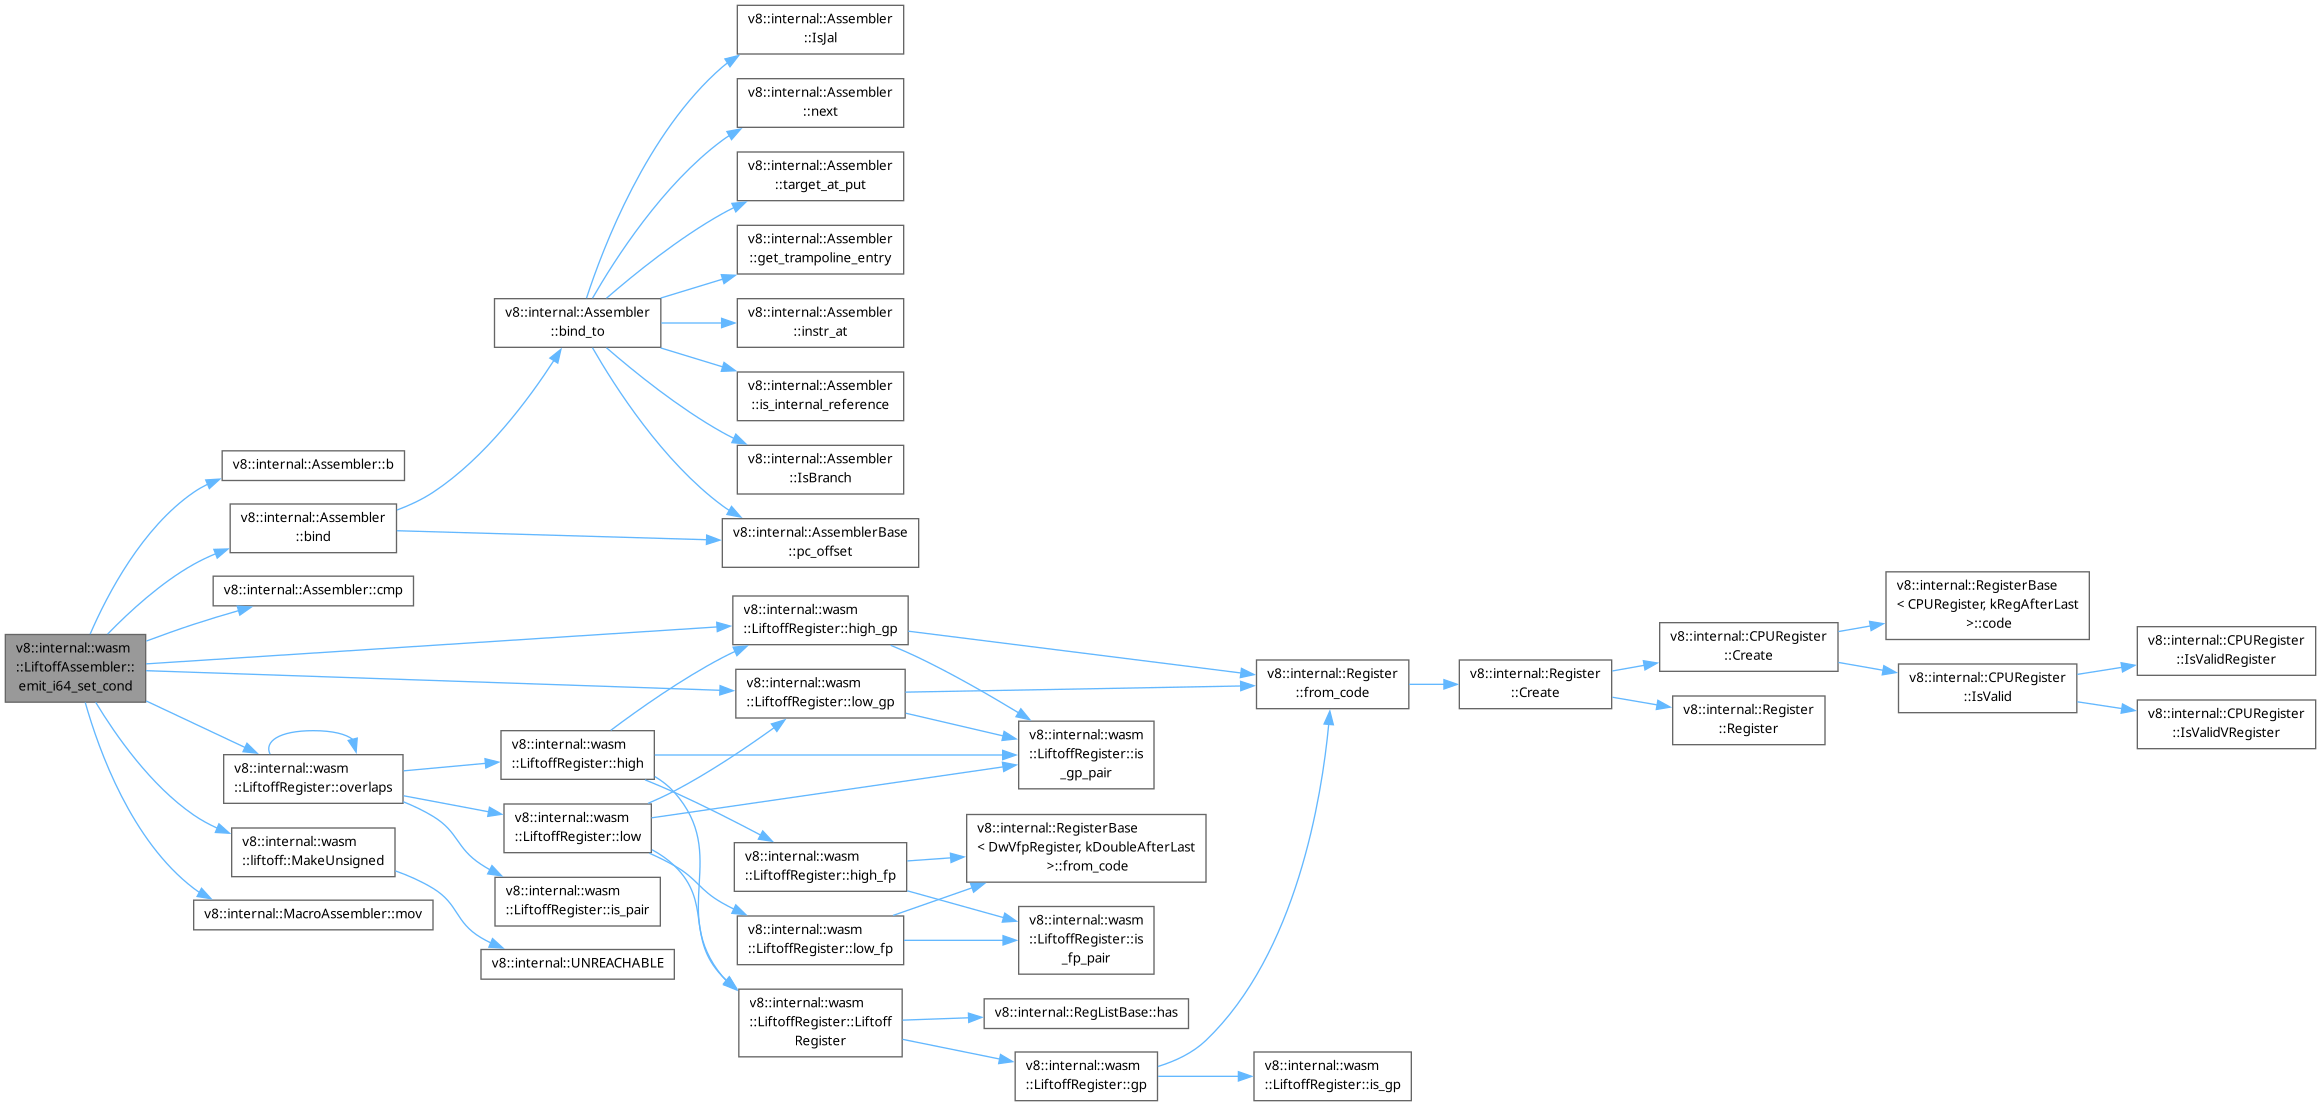 v8::internal::Assembler
::IsJal
v8::internal::Assembler
::next
v8::internal::Assembler
::target_at_put
v8::internal::Assembler
::get_trampoline_entry
v8::internal::Assembler
::bind_to
v8::internal::Assembler
::instr_at
v8::internal::Assembler
::is_internal_reference
v8::internal::Assembler::b
v8::internal::Assembler
::IsBranch
v8::internal::Assembler
::bind
v8::internal::AssemblerBase
::pc_offset
v8::internal::Assembler::cmp
v8::internal::wasm
::LiftoffAssembler::
emit_i64_set_cond
v8::internal::wasm
::LiftoffRegister::high_gp
v8::internal::wasm
::LiftoffRegister::low_gp
v8::internal::Register
::from_code
v8::internal::Register
::Create
v8::internal::CPURegister
::Create
v8::internal::RegisterBase
< CPURegister, kRegAfterLast
>::code
v8::internal::CPURegister
::IsValid
v8::internal::CPURegister
::IsValidRegister
v8::internal::CPURegister
::IsValidVRegister
v8::internal::Register
::Register
v8::internal::wasm
::LiftoffRegister::overlaps
v8::internal::wasm
::LiftoffRegister::high
v8::internal::wasm
::LiftoffRegister::is
_gp_pair
v8::internal::wasm
::LiftoffRegister::low
v8::internal::wasm
::liftoff::MakeUnsigned
v8::internal::wasm
::LiftoffRegister::high_fp
v8::internal::RegisterBase
< DwVfpRegister, kDoubleAfterLast
>::from_code
v8::internal::MacroAssembler::mov
v8::internal::wasm
::LiftoffRegister::is_pair
v8::internal::wasm
::LiftoffRegister::low_fp
v8::internal::wasm
::LiftoffRegister::is
_fp_pair
v8::internal::UNREACHABLE
v8::internal::wasm
::LiftoffRegister::Liftoff
Register
v8::internal::RegListBase::has
v8::internal::wasm
::LiftoffRegister::gp
v8::internal::wasm
::LiftoffRegister::is_gp